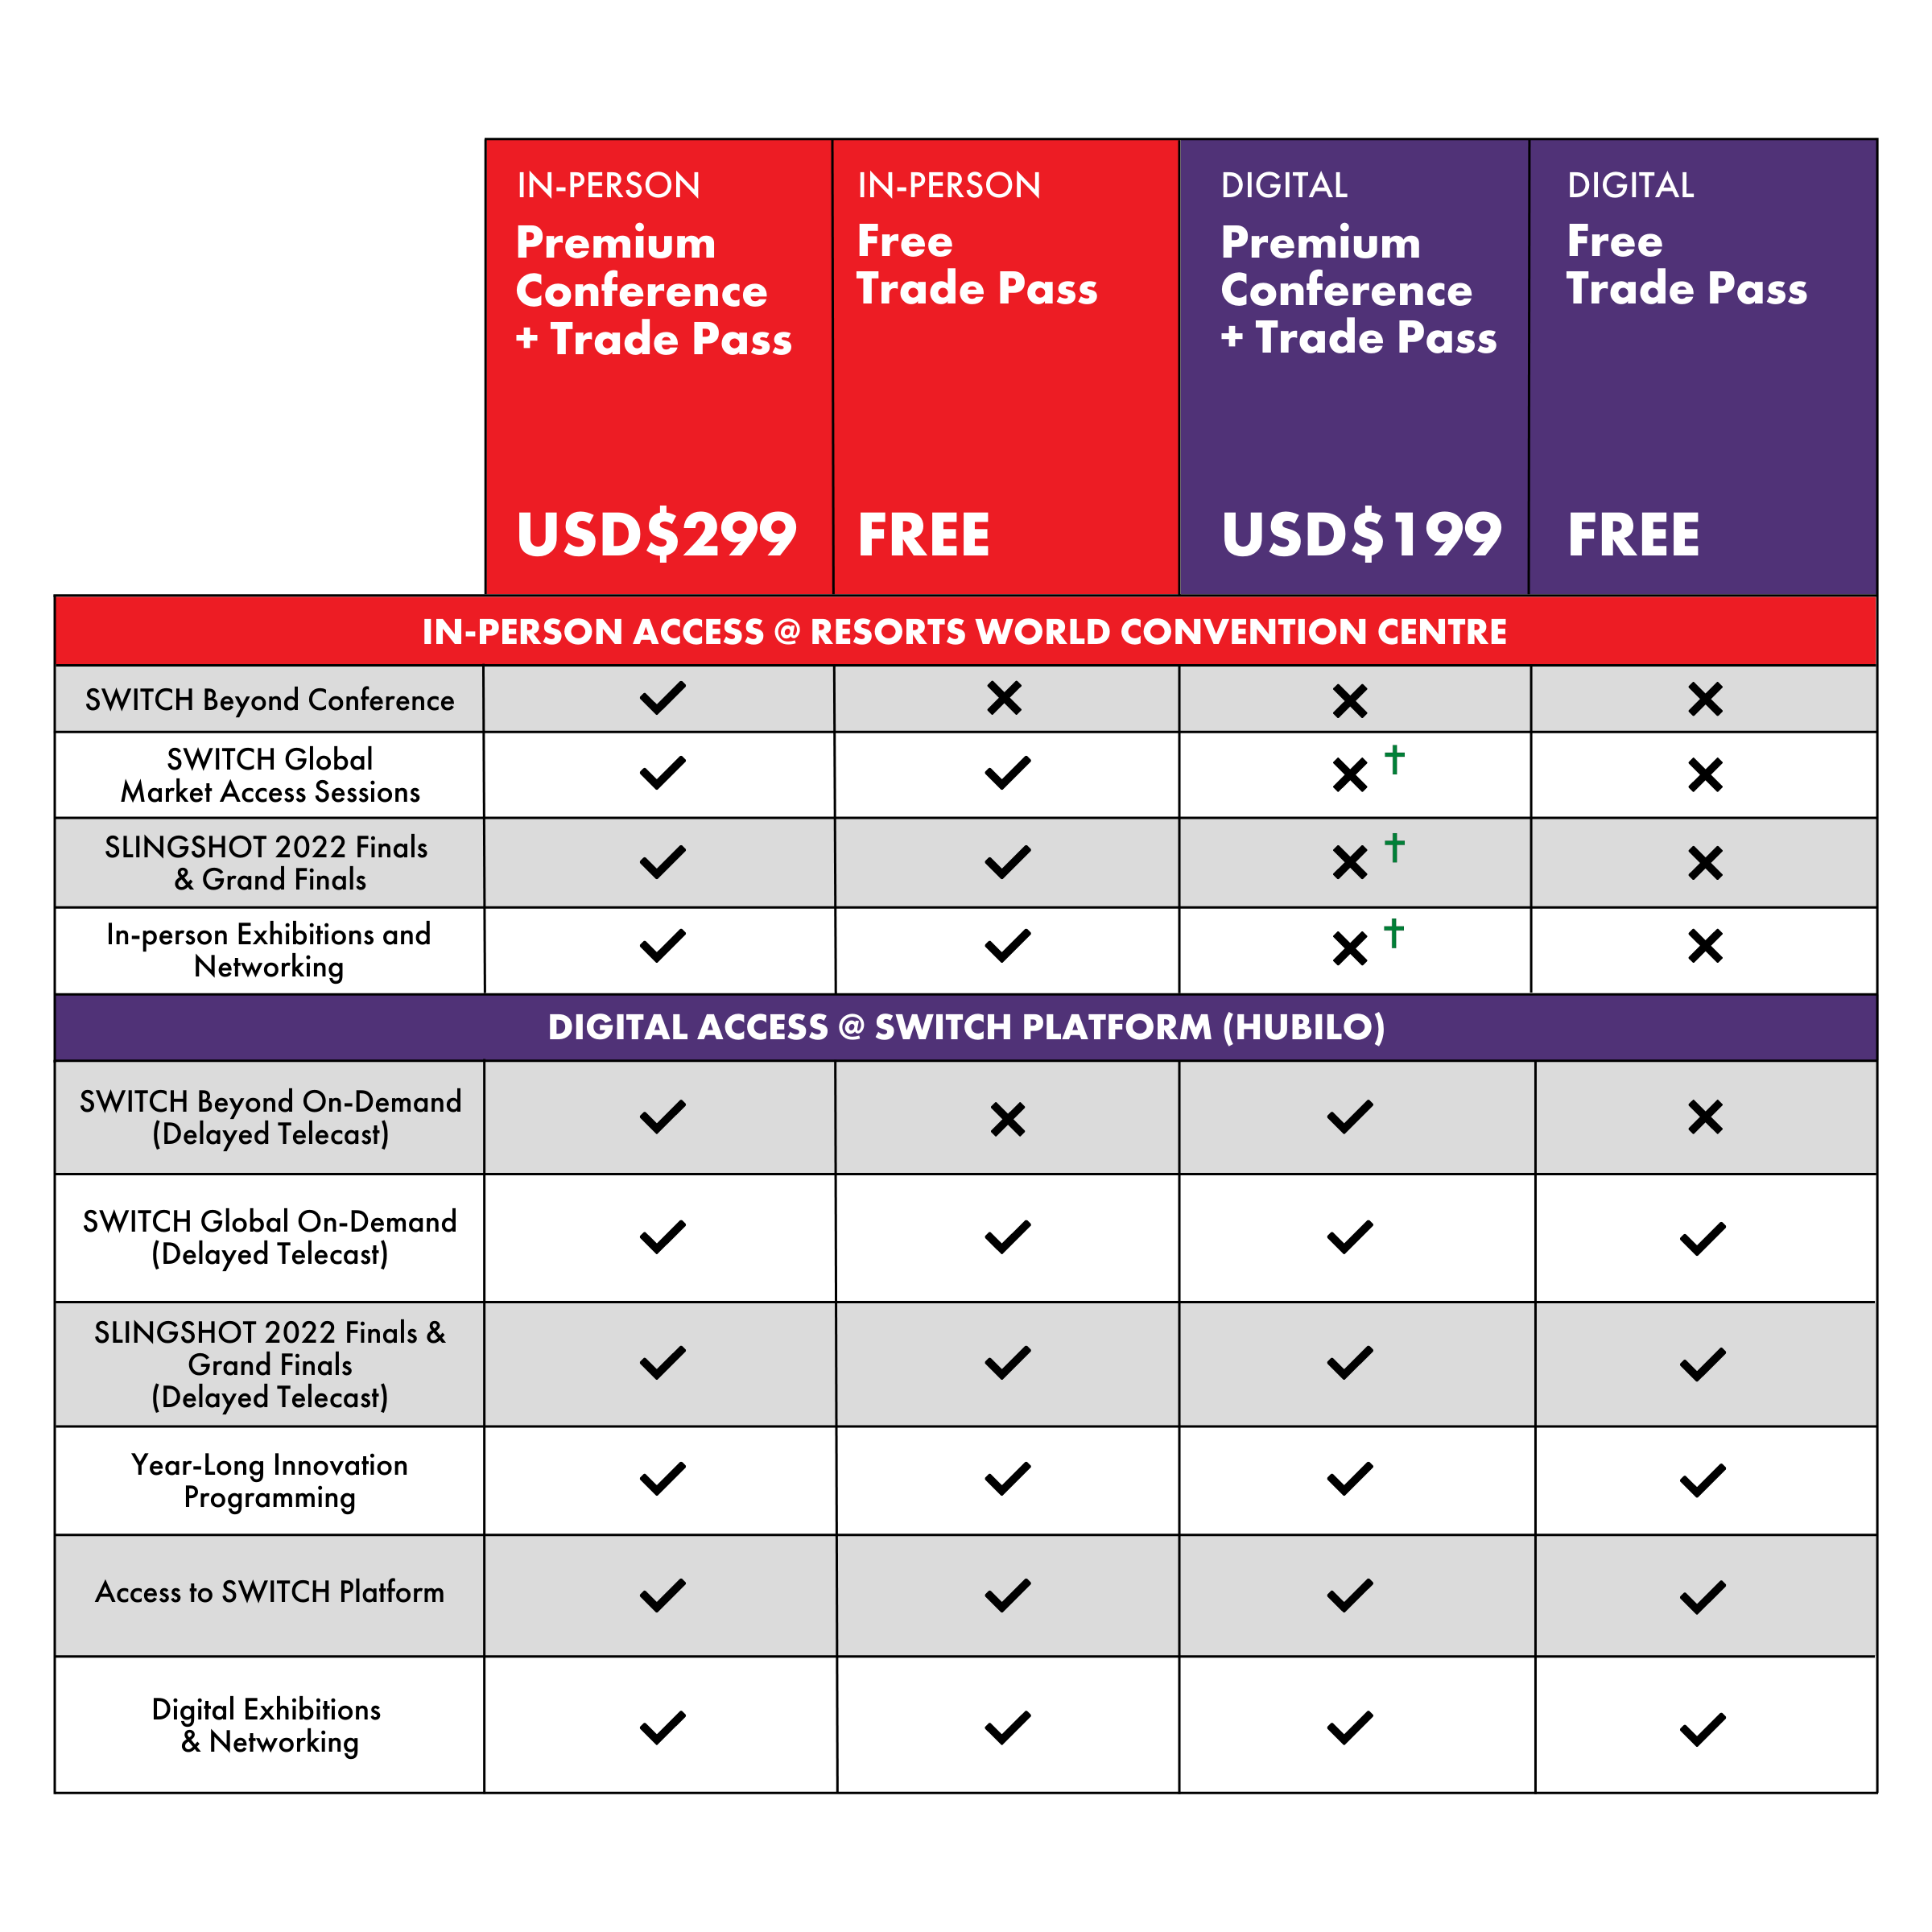 IN-PERSON
Premium
Conference
+ Trade Pass
USD$299
IN-PERSON
Free
Trade Pass
FREE
DIGITAL
Premium
Conference
+ Trade Pass
USD$199
DIGITAL
Free
Trade Pass
FREE
IN-PERSON ACCESS @ RESORTS WORLD CONVENTION CENTRE
SWITCH Beyond Conference
SWITCH Global
Market Access Sessions
†
SLINGSHOT 2022 Finals
& Grand Finals
†
In-person Exhibitions and
Networking
†
DIGITAL ACCESS @ SWITCH PLATFORM (HUBILO)
SWITCH Beyond On-Demand
(Delayed Telecast)
SWITCH Global On-Demand
(Delayed Telecast)
SLINGSHOT 2022 Finals &
Grand Finals
(Delayed Telecast)
Year-Long Innovation
Programming
Access to SWITCH Platform
Digital Exhibitions
& Networking